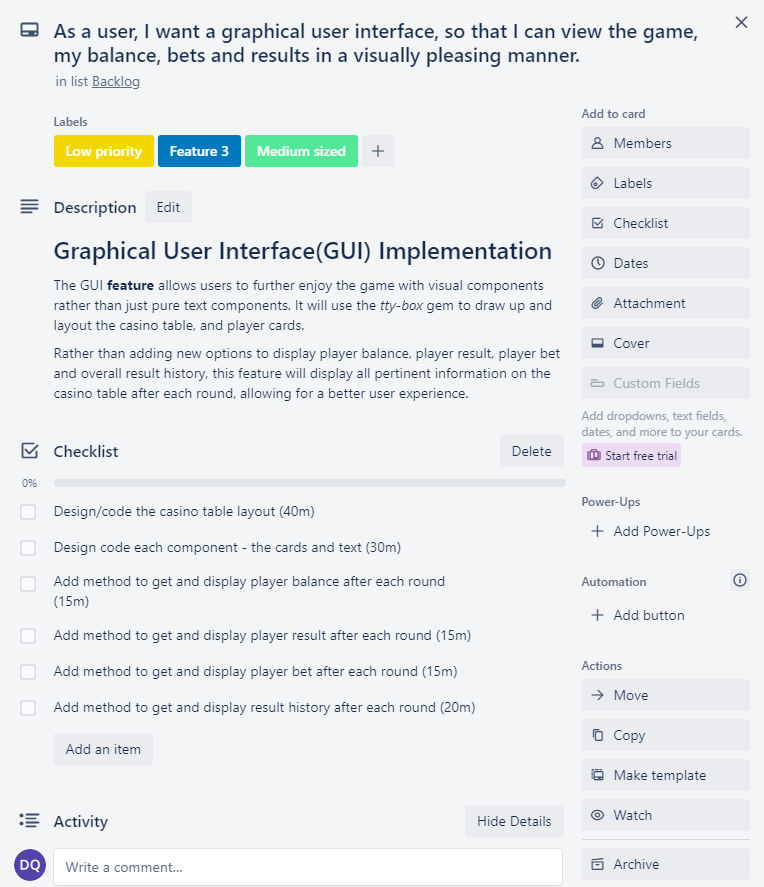 As a user, I want a graphical user interface, so that I can view the game,
my balance, bets and results in a visually pleasing manner.
in list Backlog
Labels
Low priority
Feature 3
Medium sized
Description
Edit
Graphical User Interface(GUI) Implementation
The GUI feature allows users to further enjoy the game with visual components
rather than just pure text components. It will use the tty-box gem to draw up and
layout the casino table, and player cards.
Rather than adding new options to display player balance, player result, player bet
and overall result history, this feature will display all pertinent information on the
casino table after each round, allowing for a better user experience.
Checklist
Delete
0%
Design/code the casino table layout (40m)
Design code each component - the cards and text (30m)
Add method to get and display player balance after each round
(15m)
Add method to get and display player result after each round (15m)
Add method to get and display player bet after each round (15m)
Add method to get and display result history after each round (20m)
Add an item
Activity
Hide Details
DQ
Write a comment...
Add to card
Members
Labels
Checklist
Dates
Attachment
Cover
Custom Fields
Add dropdowns, text fields,
dates, and more to your cards.
Start free trial
Power-Ups
Add Power-Ups
Automation
Add button
Actions
Move
Copy
Make template
Watch
Archive